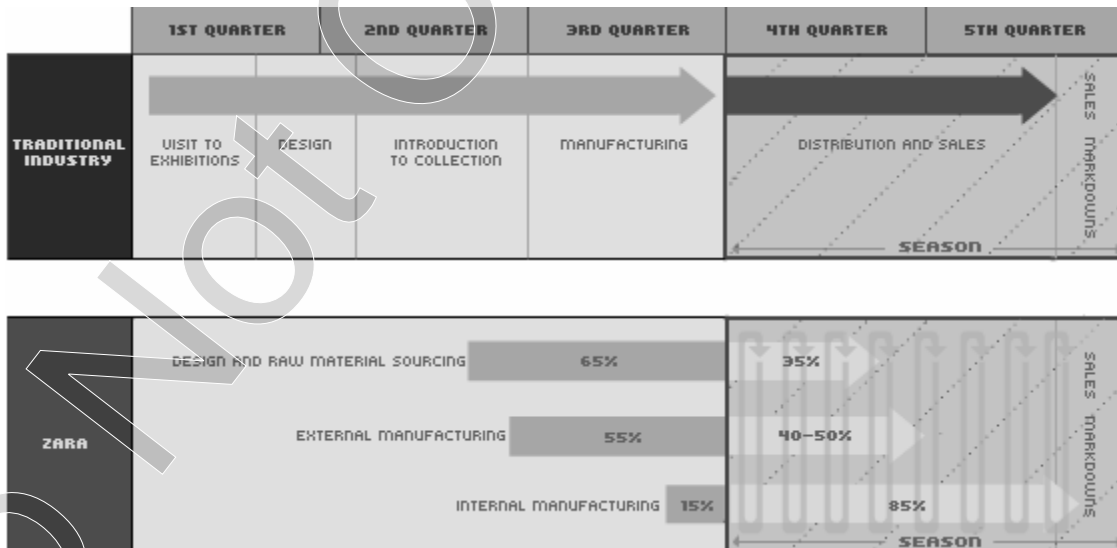 1ST QUARTER 2ND QUARTER 3RD QUARTER 4TH QUARTER 5TH QUARTER
TRADITIONAL
INDUSTRY
VISIT TO
EXHIBITIONS
DESIGN
INTRODUCTION
TO COLLECTION
MANUFACTURING
DISTRIBUTION AND SALES
SALES MARKDOWNS
SEASON
ZARA
DESIGN AND RAW MATERIAL SOURCING 65% 35%
EXTERNAL MANUFACTURING 55% 40-50%
INTERNAL MANUFACTURING 15% 85%
SALES MARKDOWNS
SEASON
Not